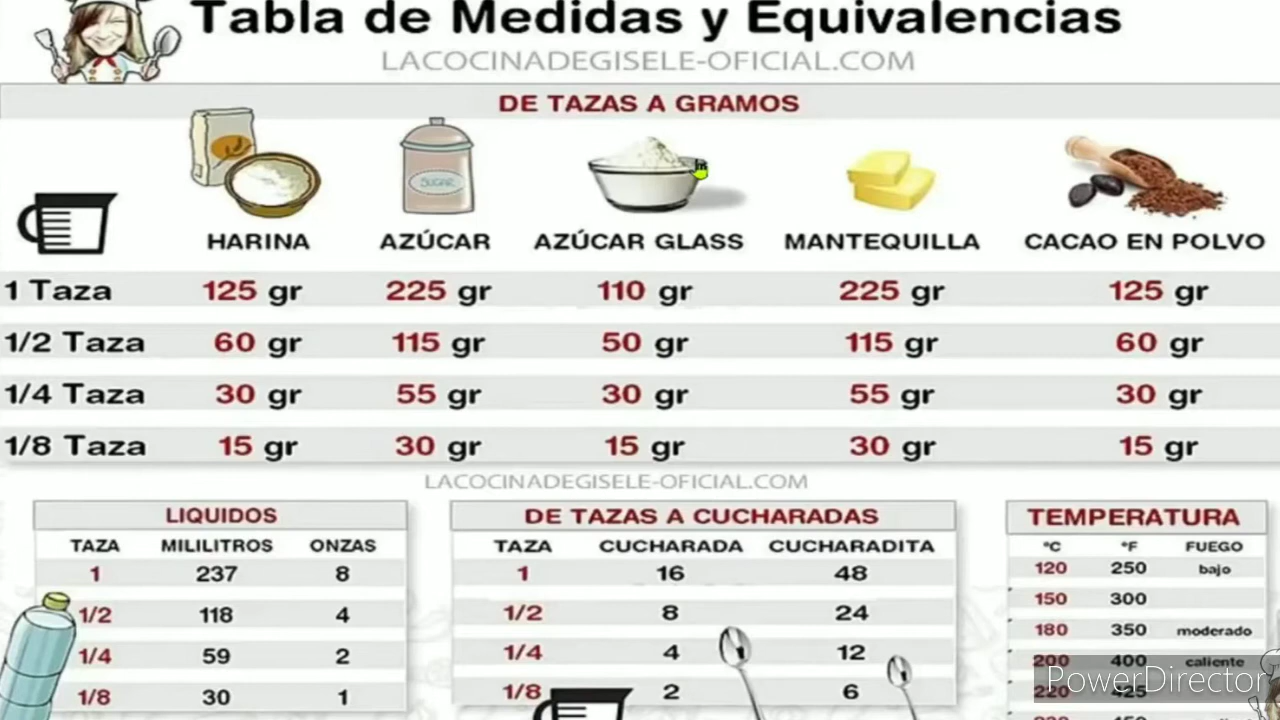 Tabla de Medidas y Equivalencias
LACOCINADEGISELE-OFICIAL.COM
DE TAZAS A GRAMOS
SUGAR
HARINA AZÚCAR AZÚCAR GLASS MANTEQUILLA CACAO EN POLVO
1 Taza 125 gr 225 gr 110 gr 225 gr 125 gr
1/2 Taza 60 gr 115 gr 50 gr 115 gr 60 gr
1/4 Taza 30 gr 55 gr 30 gr 55 gr 30 gr
1/8 Taza 15 gr 30 gr 15 gr 30 gr 15 gr
LACOCINADEGISELE-OFICIAL.COM
LIQUIDOS
TAZA MILILITROS ONZAS
1 237 8
1/2 118 4
1/4 59 2
1/8 30 1
DE TAZAS A CUCHARADAS
TAZA CUCHARADA CUCHARADITA
1 16 48
1/2 8 24
1/4 4 12
1/8 2 6
TEMPERATURA
ºC ºF FUEGO
120 250 bajo
150 300
180 350 moderado
200 400 caliente
220 425
PowerDirector